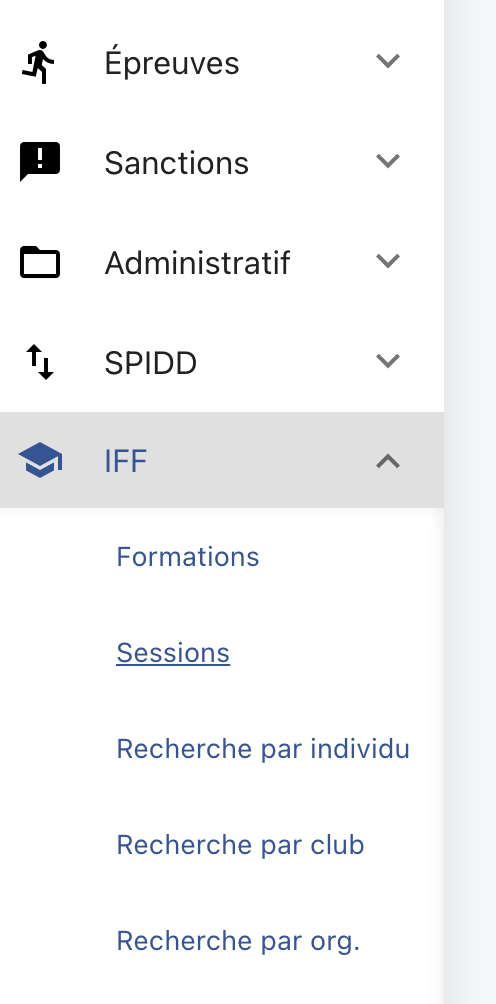 Épreuves
Sanctions
Administratif
SPIDD
IFF
Formations
Sessions
Recherche par individu
Recherche par club
Recherche par org.